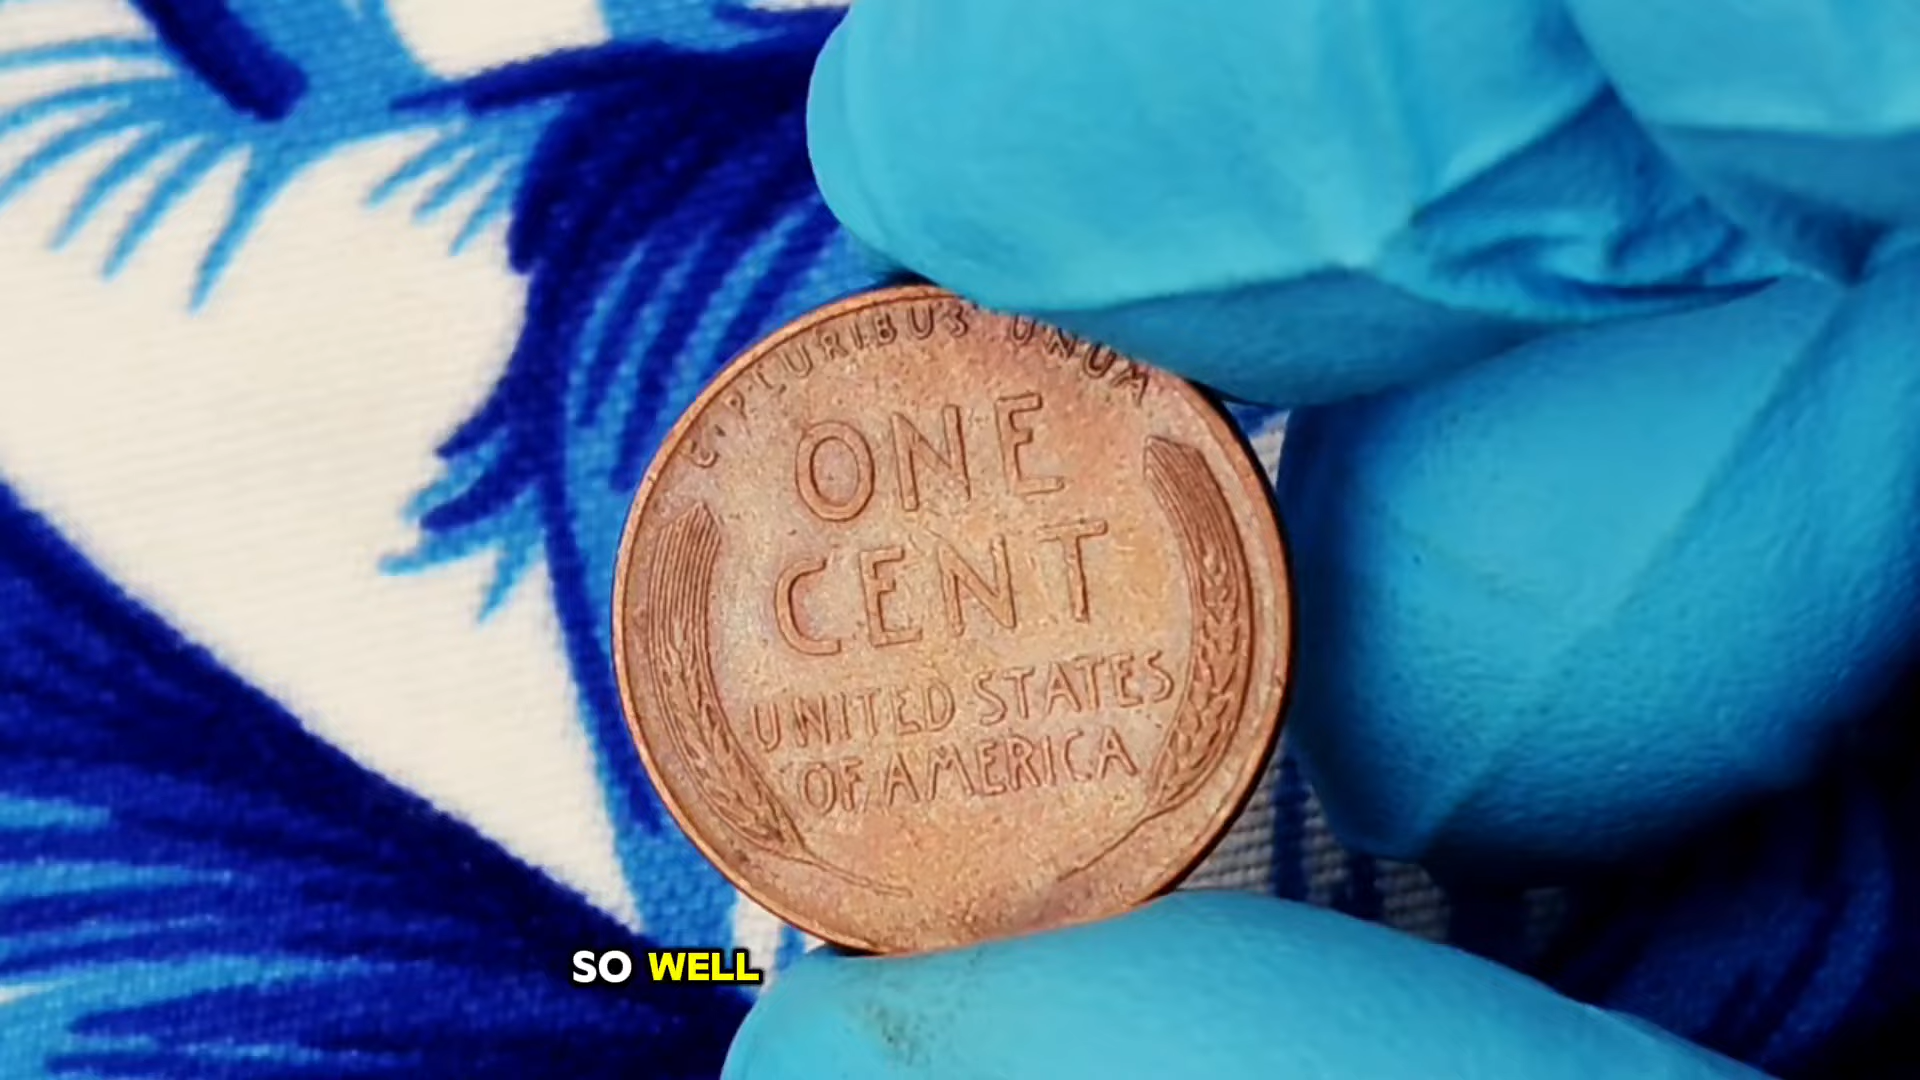 E · PLURIBUS UNUM
ONE
CENT
UNITED STATES
OF AMERICA
SO WELL